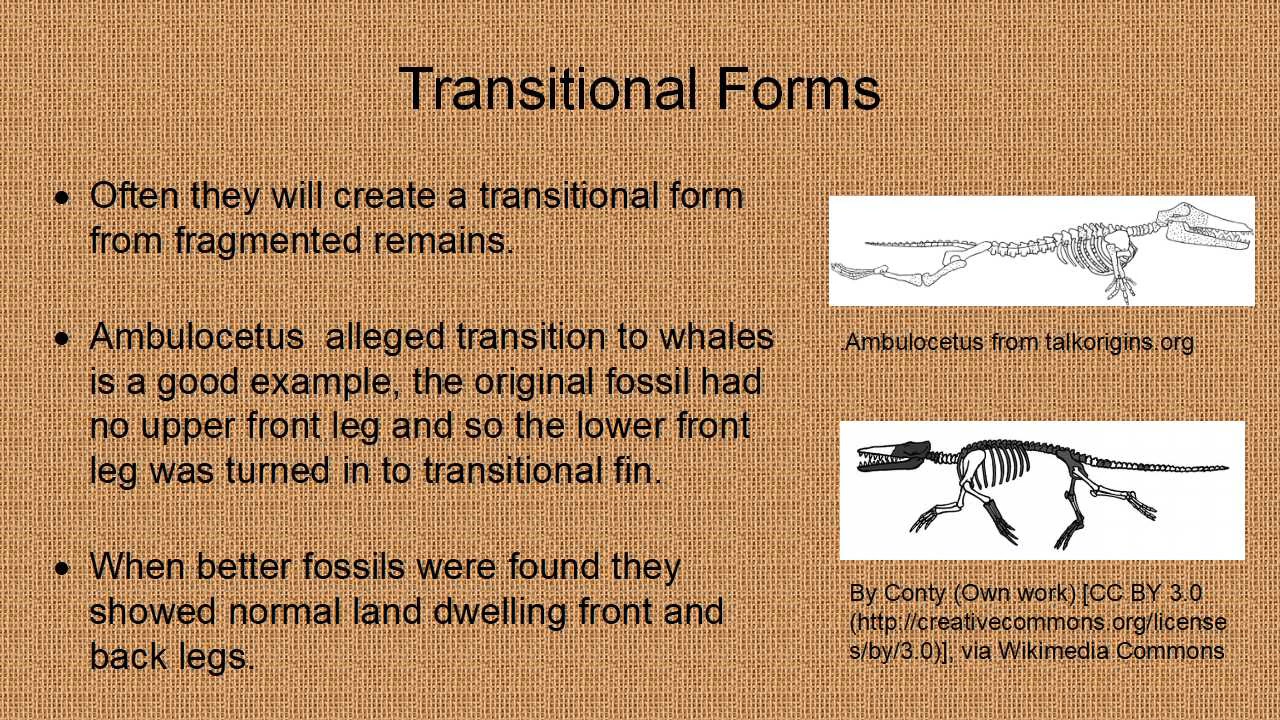 Transitional Forms
● Often they will create a transitional form
from fragmented remains.
● Ambulocetus  alleged transition to whales
is a good example, the original fossil had
no upper front leg and so the lower front
leg was turned in to transitional fin.
● When better fossils were found they
showed normal land dwelling front and
back legs.
.Ambulocetus from talkorigins.org
By Conty (Own work) [CC BY 3.0
(http://creativecommons.org/license
s/by/3.0)], via Wikimedia Commons